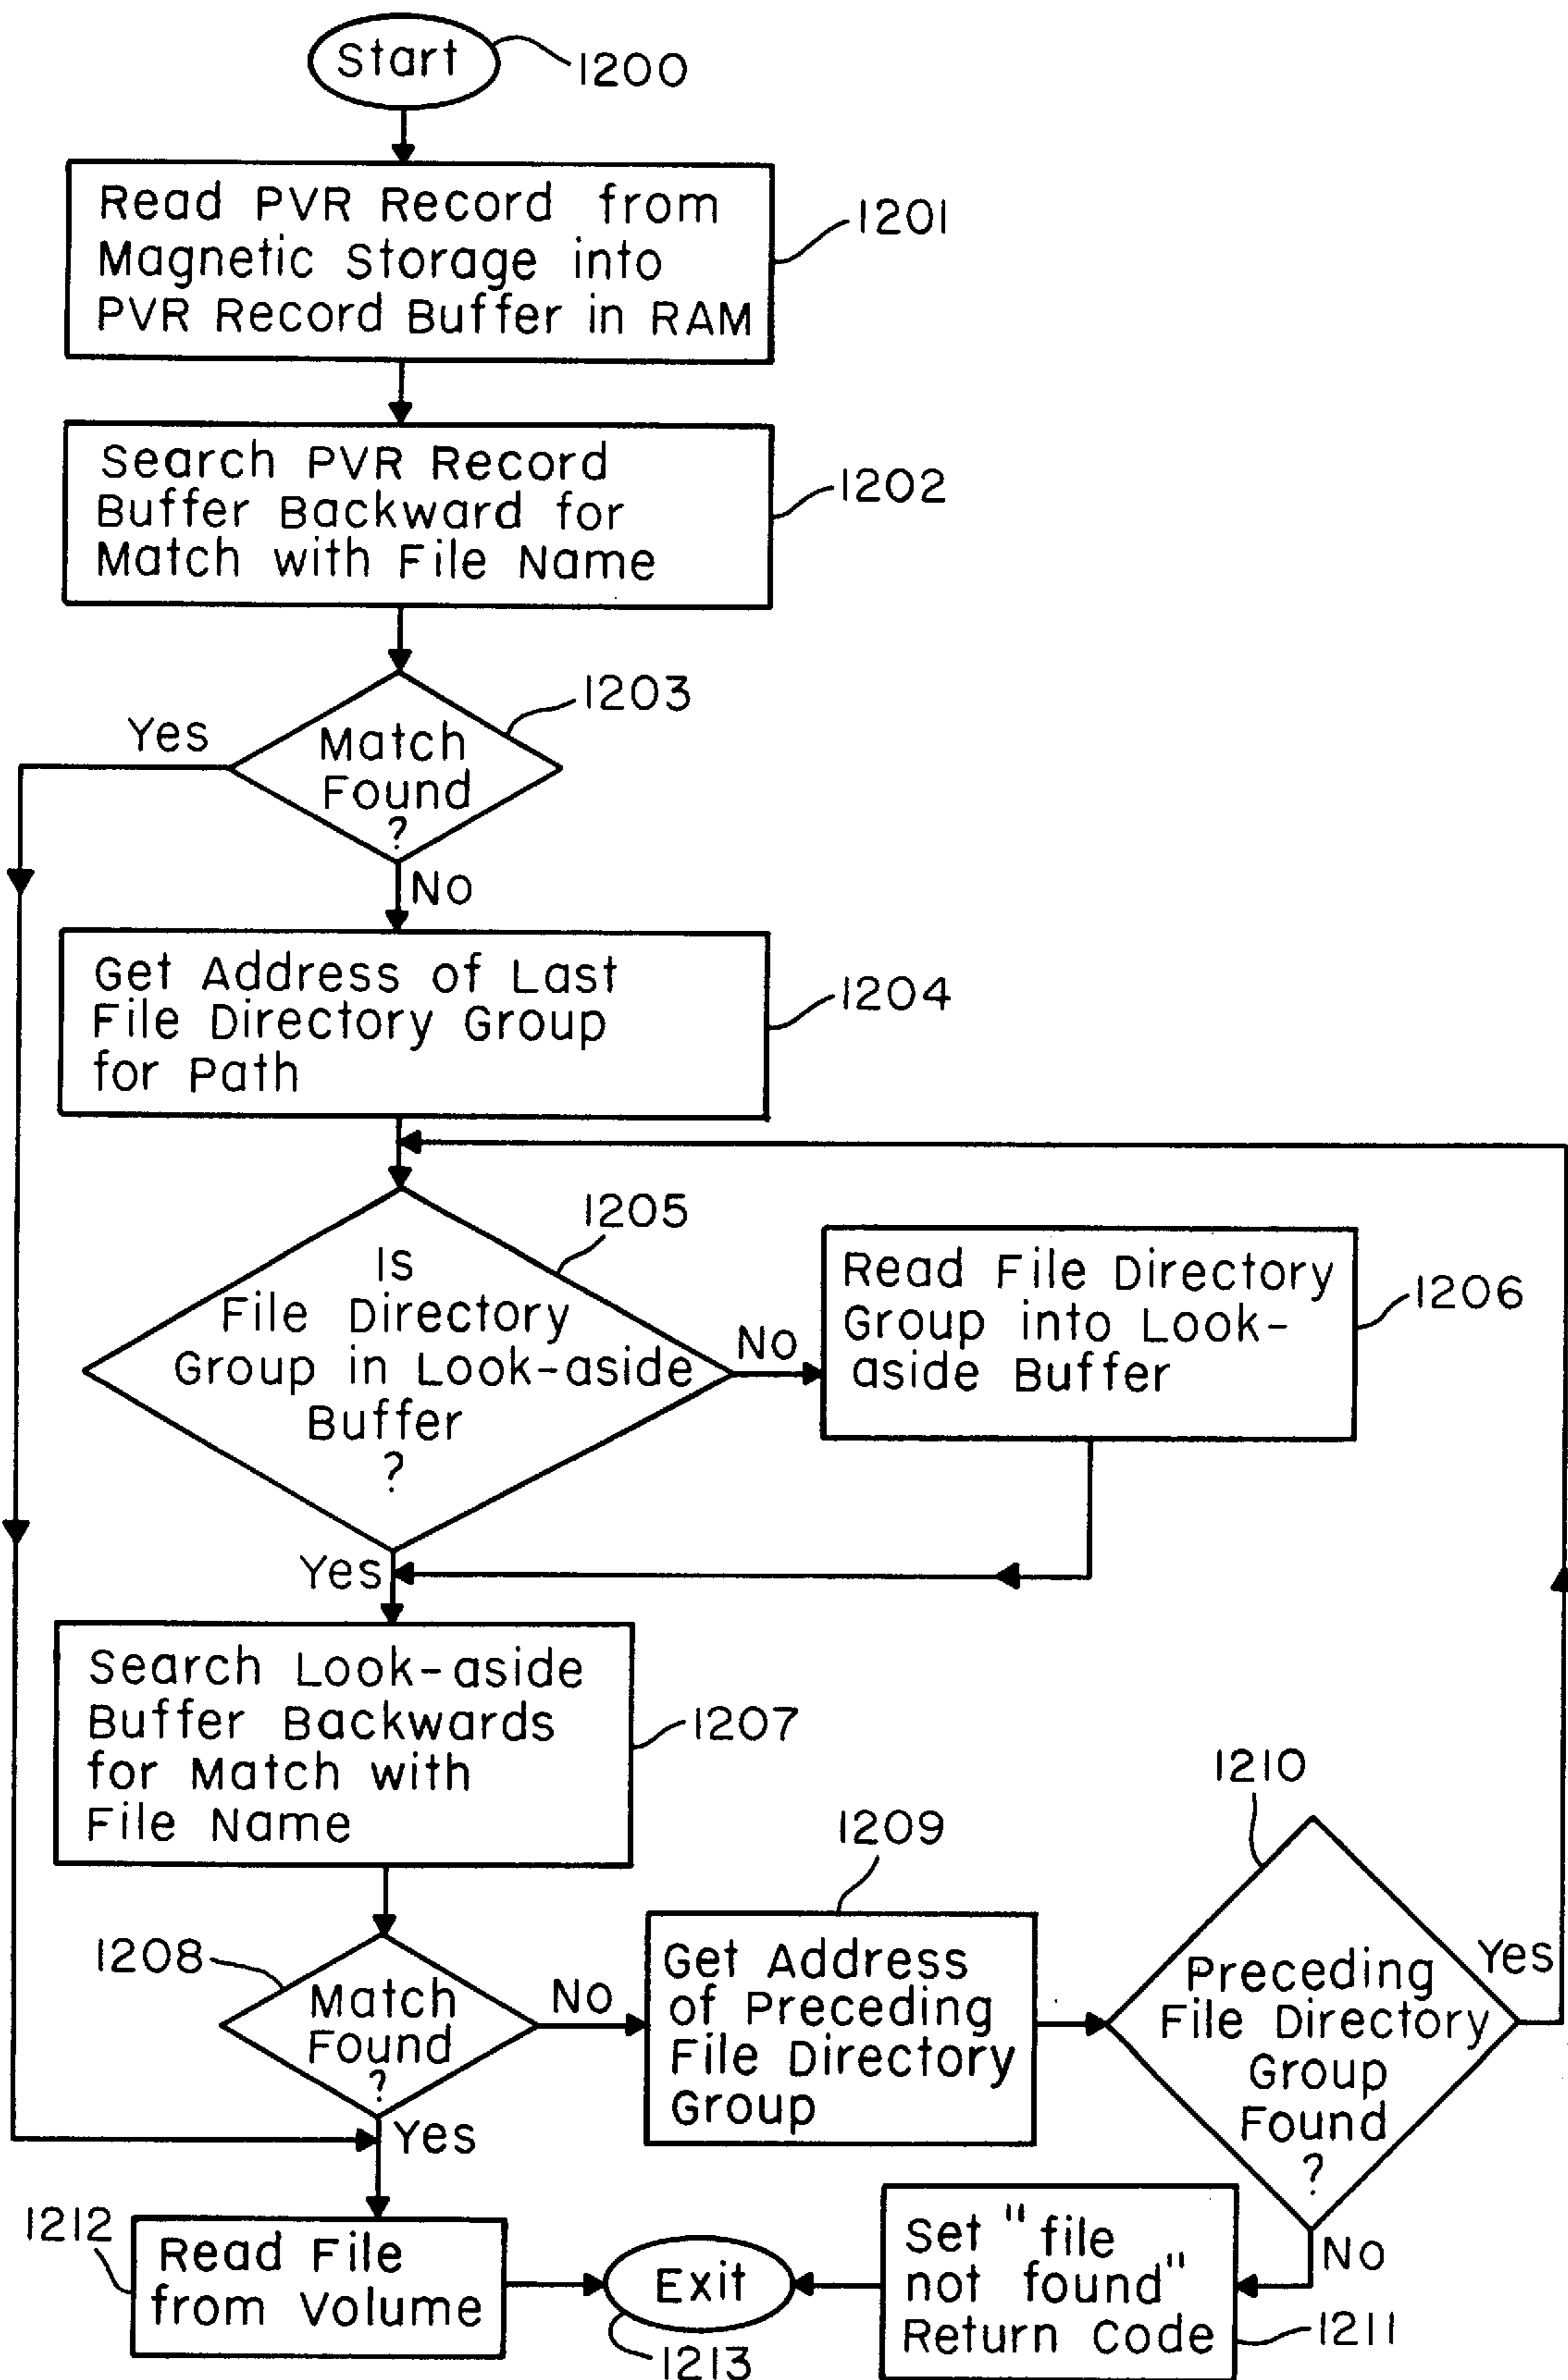 Start
1200
Read PVR Record from
Magnetic Storage into
PVR Record Buffer in RAM
1201
Search PVR Record
Buffer Backward for
Match with File Name
1202
1203
Yes
Match
Found
?
No
Get Address of Last
File Directory Group
for Path
1204
1205
Is
File Directory
Group in Look-aside
Buffer
?
No
Read File Directory
Group into Look-
aside Buffer
1206
Yes
Search Look-aside
Buffer Backwards
for Match with
File Name
1207
1208
Match
Found
?
No
1209
Get Address
of Preceding
File Directory
Group
1210
Preceding
File Directory
Group
Found
?
Yes
Yes
No
1212
Read File
from Volume
Exit
1213
Set "file
not found"
Return Code
1211